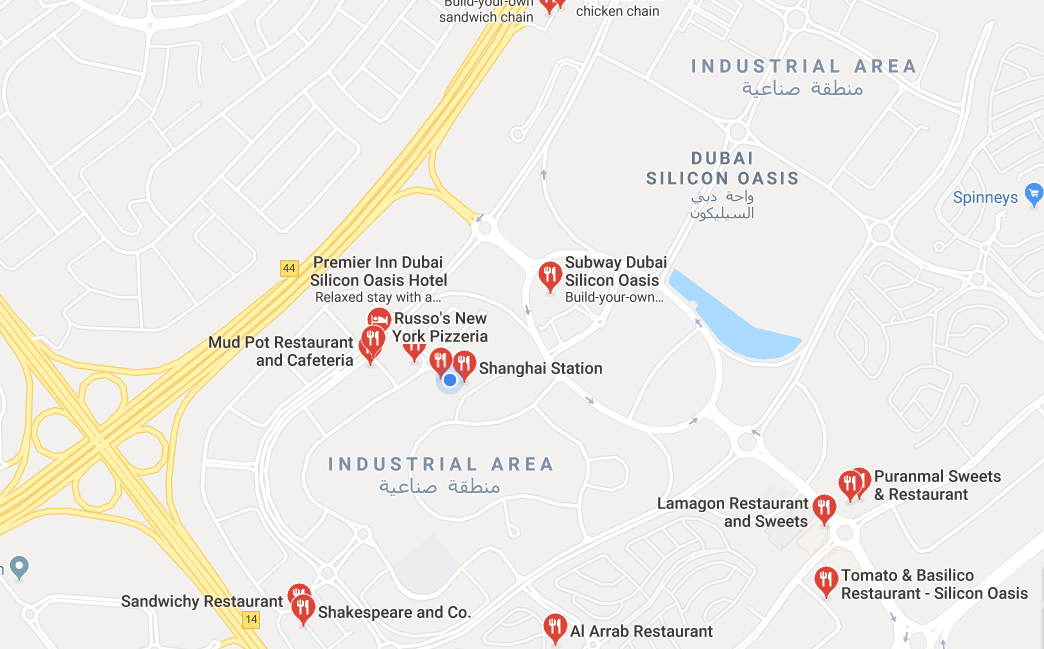 Build-your-own
sandwich chain
chicken chain
INDUSTRIAL AREA
منطقة صناعية
DUBAI
SILICON OASIS
واحة دبي
السيليكون
Spinneys
44
Premier Inn Dubai
Silicon Oasis Hotel
Relaxed stay with a...
Subway Dubai
Silicon Oasis
Build-your-own...
Russo's New
York Pizzeria
Mud Pot Restaurant
and Cafeteria
Shanghai Station
INDUSTRIAL AREA
منطقة صناعية
Puranmal Sweets
& Restaurant
Lamagon Restaurant
and Sweets
Tomato & Basilico
Restaurant - Silicon Oasis
Sandwichy Restaurant
Shakespeare and Co.
14
Al Arrab Restaurant